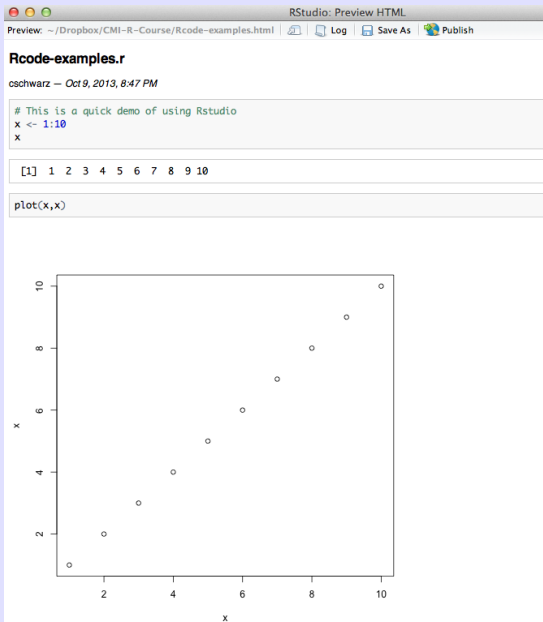 RStudio: Preview HTML
Preview: ~/Dropbox/CMI-R-Course/Rcode-examples.html Log Save As Publish
Rcode-examples.r
cschwarz — Oct 9, 2013, 8:47 PM
# This is a quick demo of using Rstudio
x <- 1:10
x
[1] 1 2 3 4 5 6 7 8 9 10
plot(x,x)
10
8
6
x
4
2
2 4 6 8 10
x